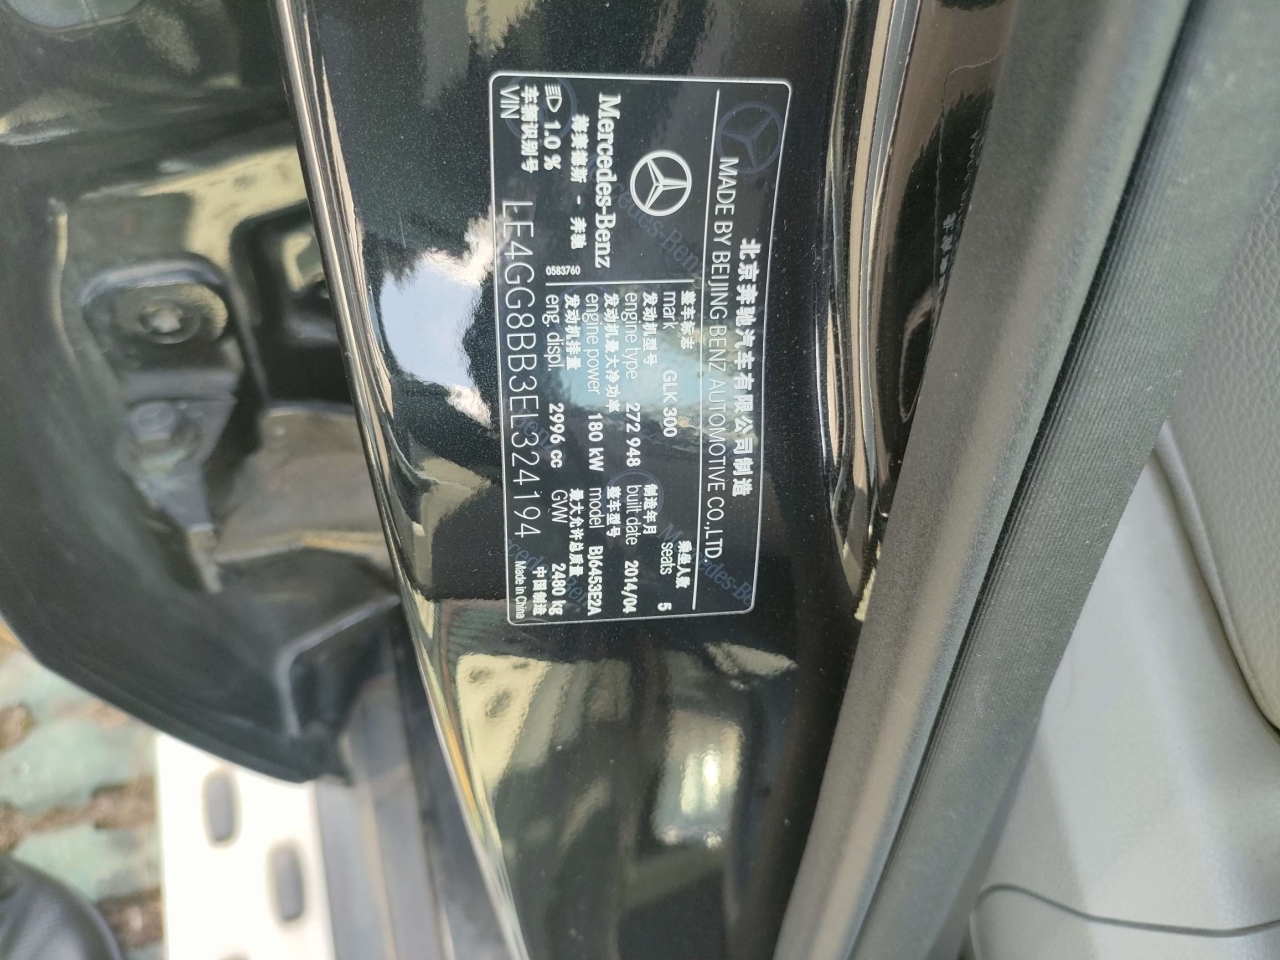 北京奔驰汽车有限公司制造
MADE BY BEIJING BENZ AUTOMOTIVE CO.,LTD.
Mercedes-Benz
梅赛德斯 - 奔驰
1.0 %
0583760
整车标志
mark GLK 300
乘坐人数
seats 5
发动机型号
engine type 272 948
制造年月
built date 2014/04
发动机最大净功率
engine power 180 kW
整车型号
model BJ6453E2A
发动机排量
eng. displ. 2996 cc
最大允许总质量
GVW 2480 kg
车辆识别号
VIN LE4GG8BB3EL324194
中国制造
Made in China